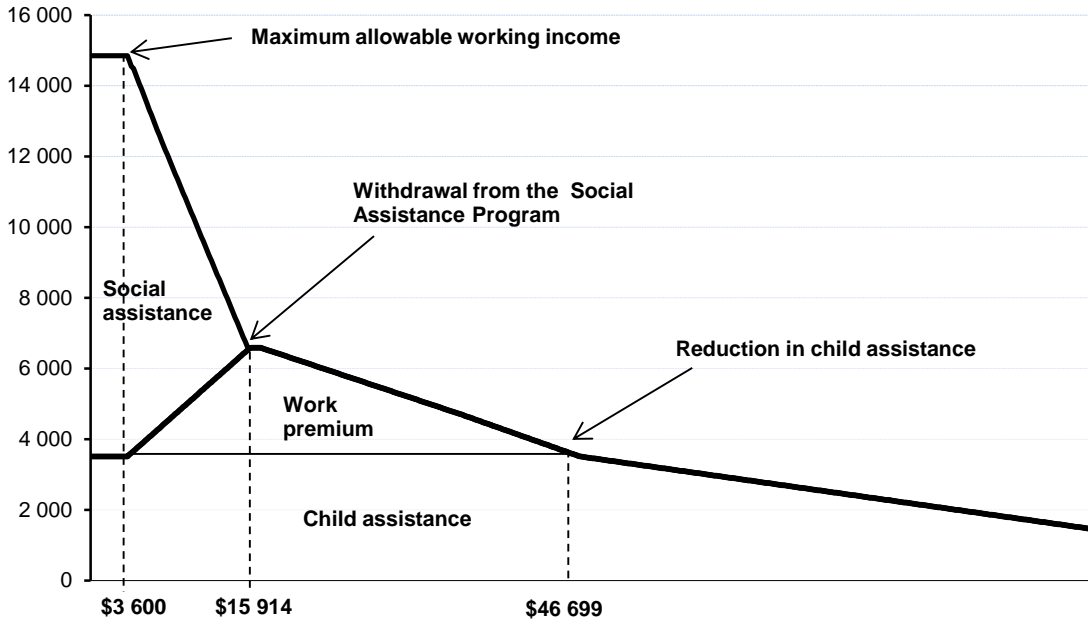 16 000
Maximum allowable working income
14 000
12 000
Withdrawal from the Social
Assistance Program
10 000
8 000
Social
assistance
6 000
Reduction in child assistance
Work
premium
4 000
2 000
Child assistance
0
$3 600
$15 914
$46 699